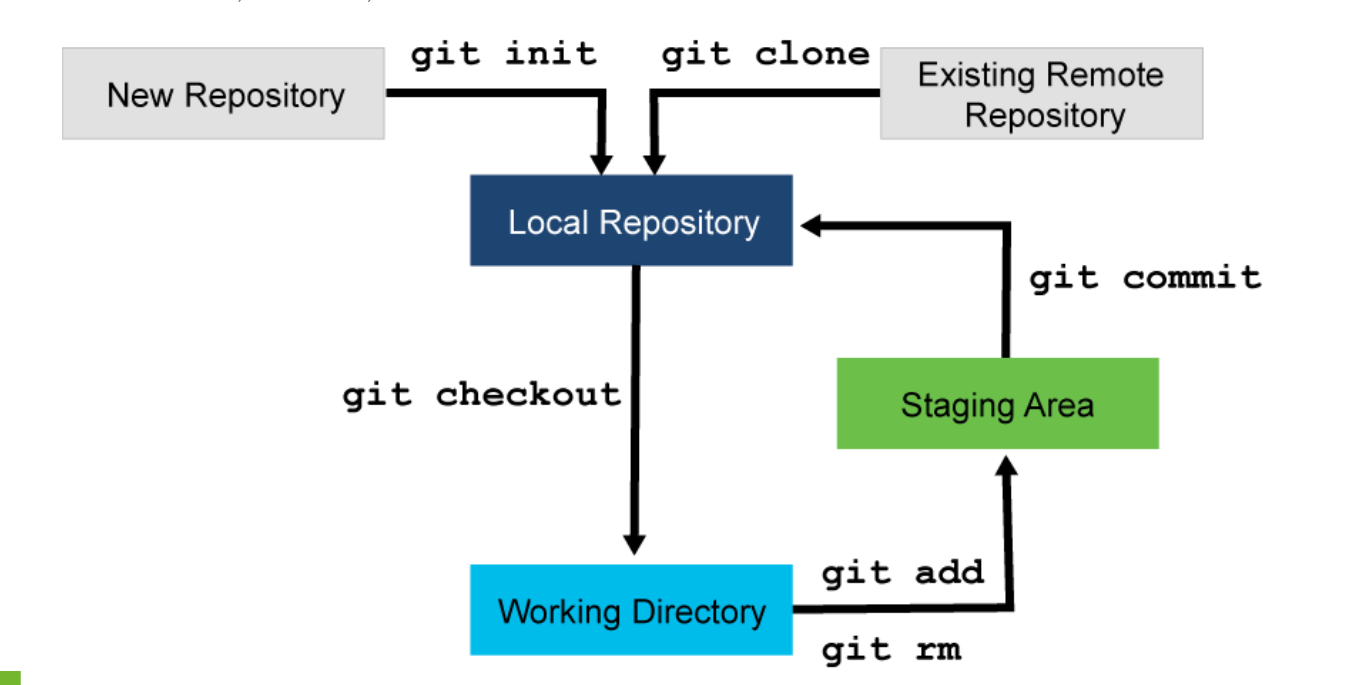 git init
git clone
New Repository
Existing Remote
Repository
Local Repository
git commit
git checkout
Staging Area
git add
Working Directory
git rm